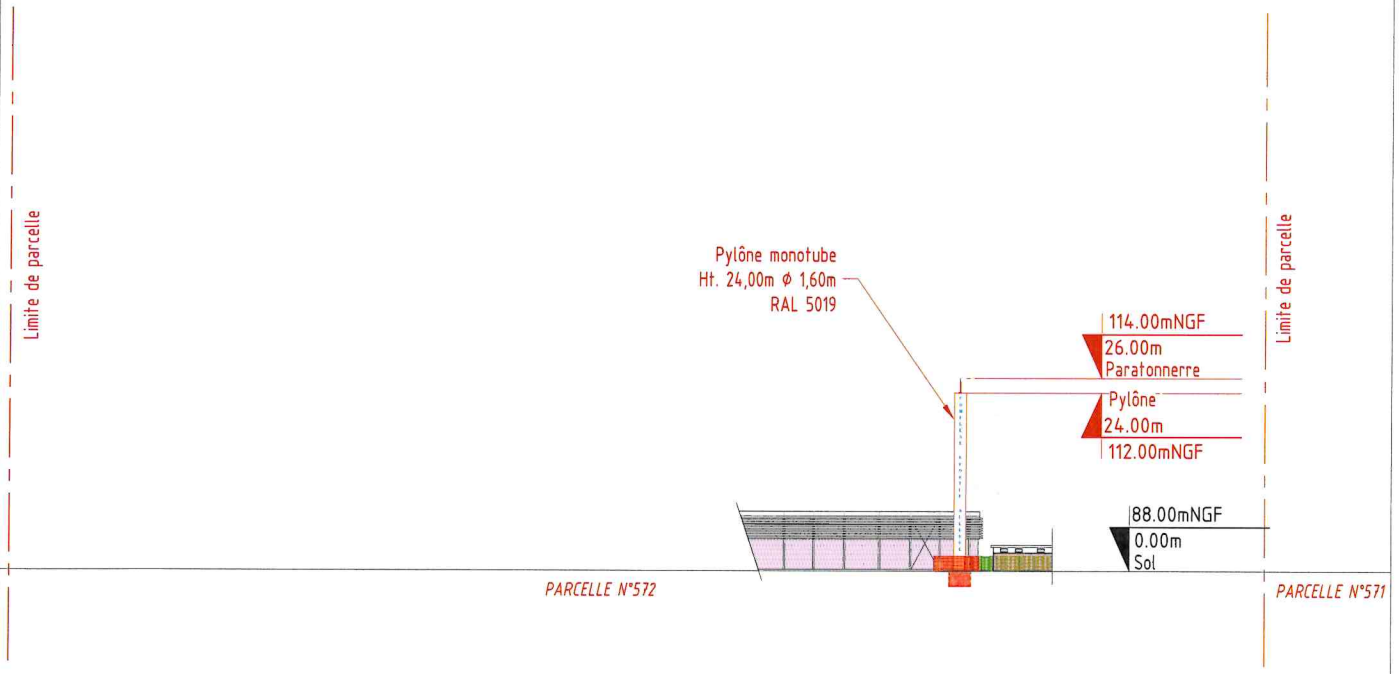 Limite de parcelle
Pylône monotube
Ht. 24,00m φ 1,60m
RAL 5019
Limite de parcelle
114.00mNGF
26.00m
Paratonnerre
Pylône
24.00m
112.00mNGF
88.00mNGF
0.00m
Sol
PARCELLE N°572
PARCELLE N°571